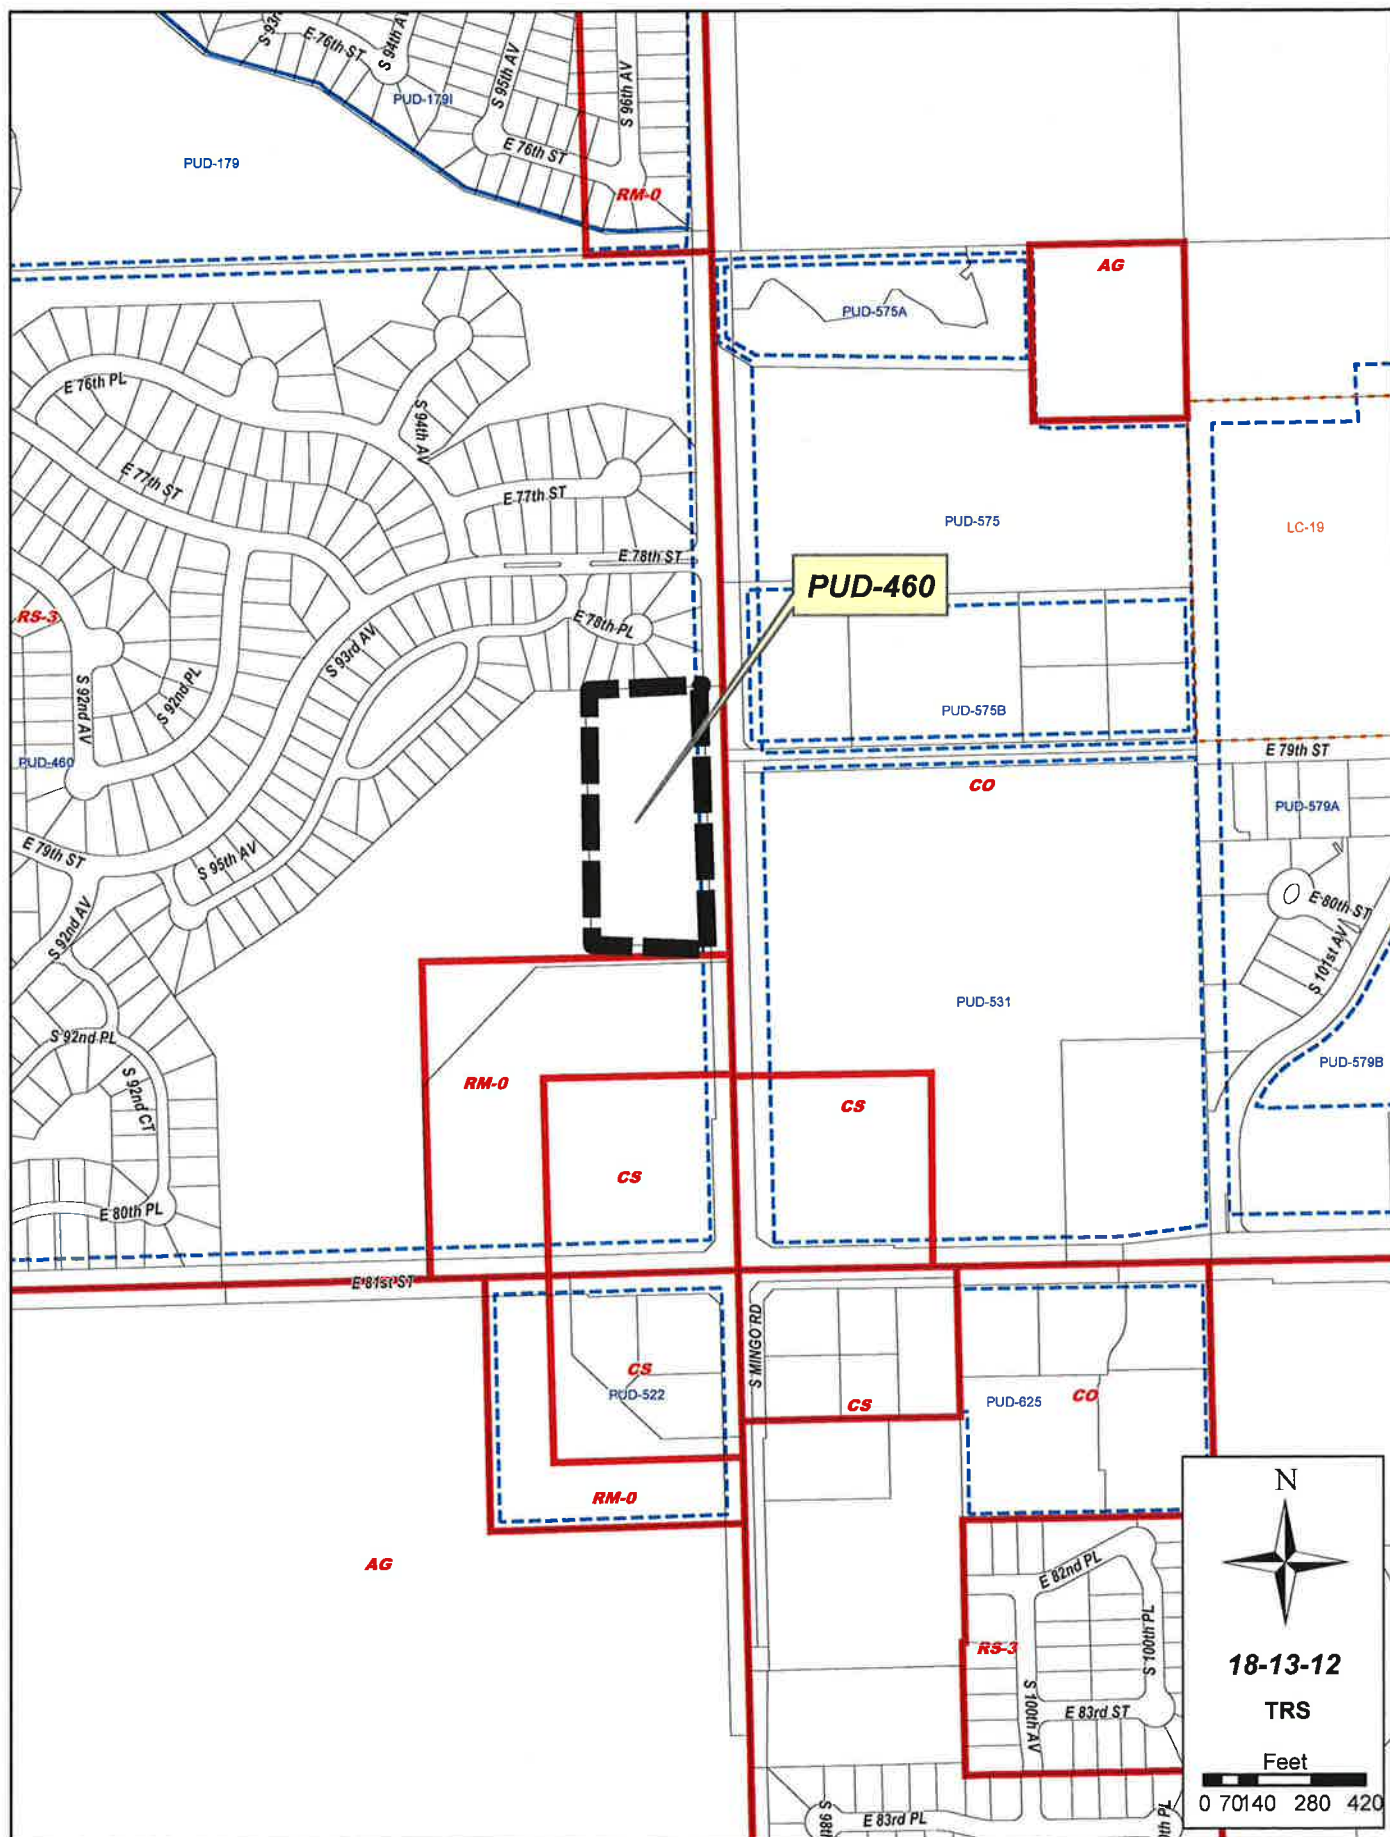 S 93rd
E 76th ST
S 94th AV
PUD-179I
S 95th AV
S 96th AV
E 76th ST
PUD-179
RM-0
AG
PUD-575A
E 76th PL
S 94th AV
E 77th ST
E 77th ST
PUD-575
LC-19
E 78th ST
PUD-460
RS-3
E 78th PL
S 93rd AV
S 92nd PL
S 92nd AV
PUD-575B
E 79th ST
PUD-460
CO
PUD-579A
E 79th ST
S 95th AV
E 80th ST
S 92nd AV
S 101st AV
PUD-531
S 92nd PL
PUD-579B
S 92nd CT
RM-0
CS
CS
E 80th PL
E 81st ST
S MINGO RD
CS
PUD-522
CS
PUD-625
CO
RM-0
AG
E 82nd PL
S 100th PL
RS-3
S 100th AV
E 83rd ST
S 98th
E 83rd PL
N
18-13-12
TRS
Feet
0 70 140 280 420